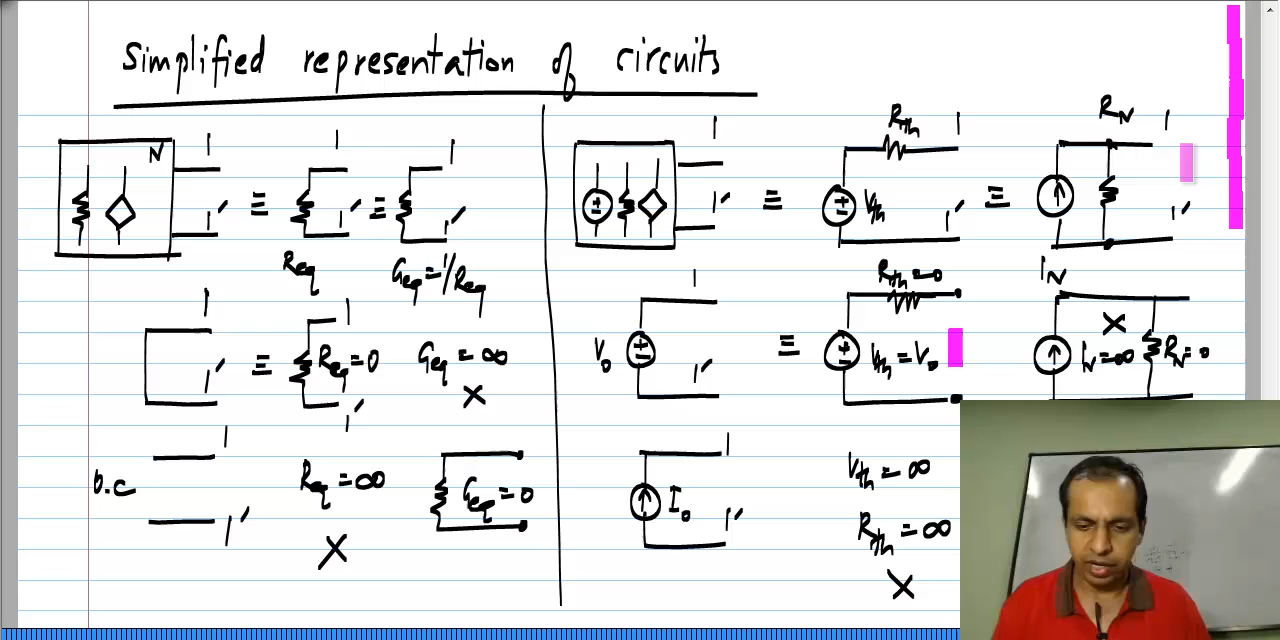 Simplified representation of circuits
N 1 1' ≡ 1 1' ≡ 1 1'
Req Geq = 1/Req
1 1' ≡ Req = 0 1 1' Geq = ∞
X
o.c 1 1' Req = ∞ Geq = 0
X
1 1' ≡ Rth Vth 1 1' ≡ RN 1 1'
IN
V0 1 1' ≡ Rth = 0 Vth = V0 X IN = ∞ RN = 0
I0 1 1' Vth = ∞
Rth = ∞
X